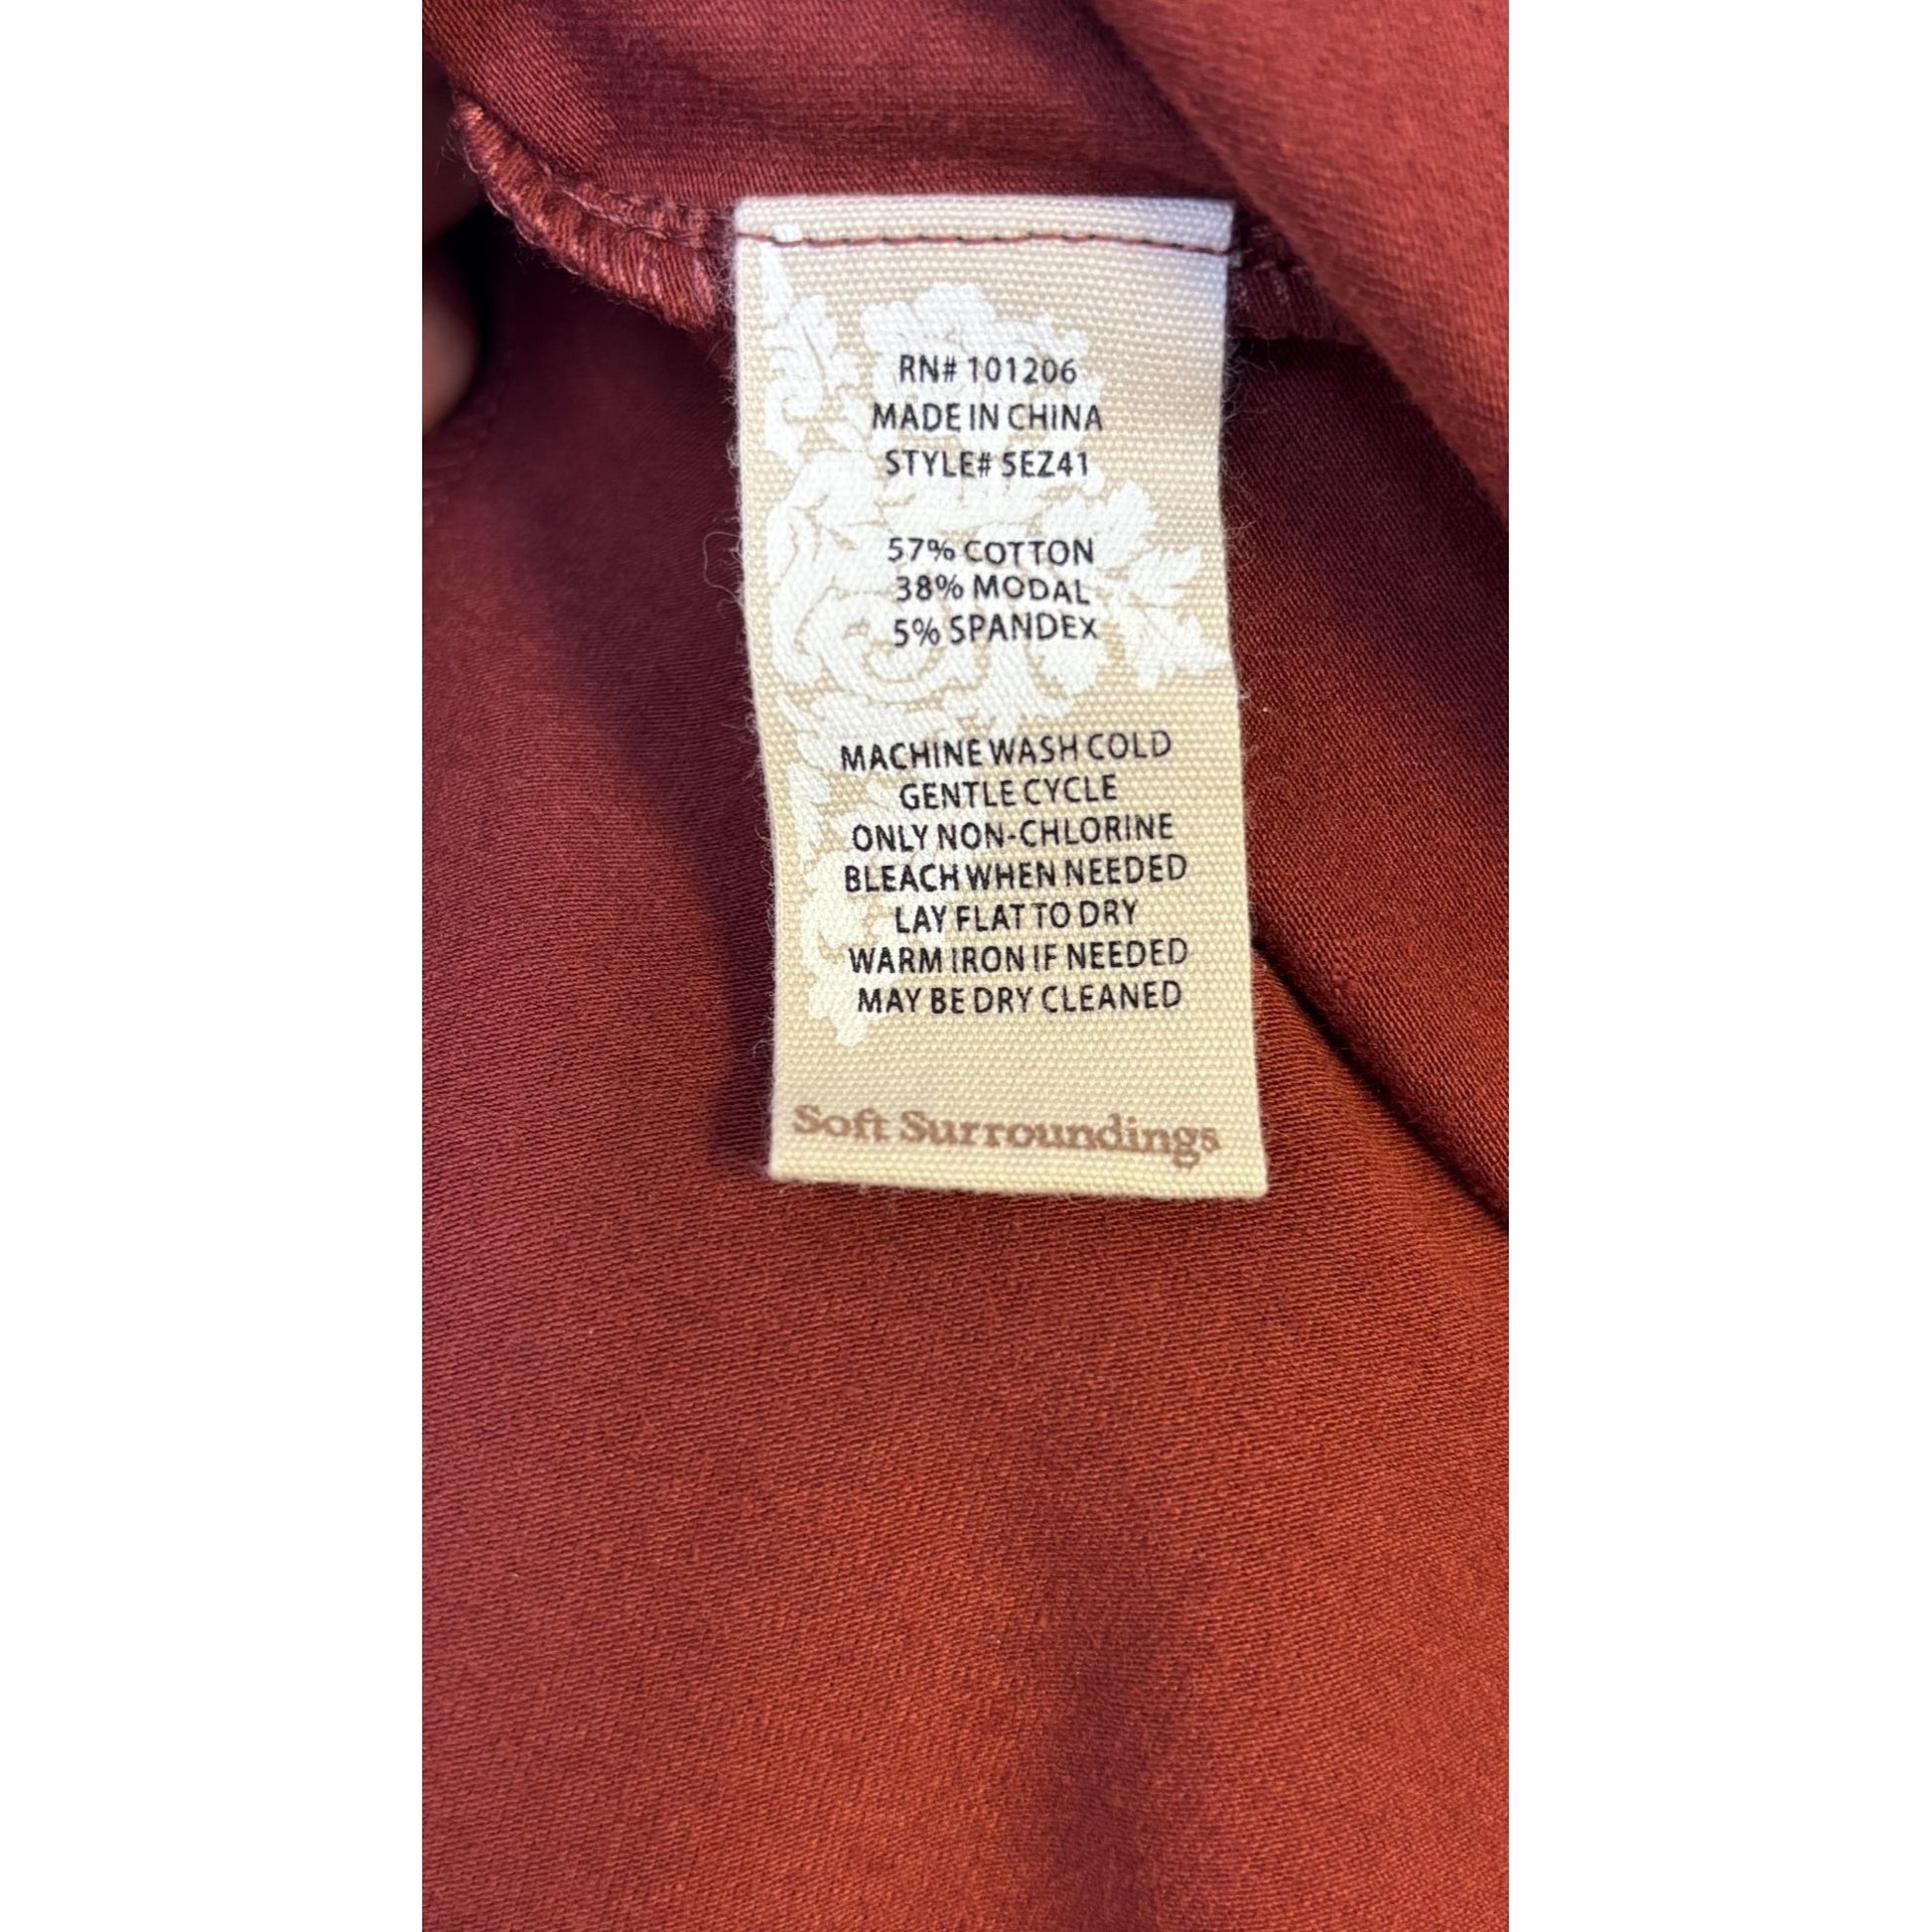 RN# 101206
MADE IN CHINA
STYLE# 5EZ41
57% COTTON
38% MODAL
5% SPANDEX
MACHINE WASH COLD
GENTLE CYCLE
ONLY NON-CHLORINE
BLEACH WHEN NEEDED
LAY FLAT TO DRY
WARM IRON IF NEEDED
MAY BE DRY CLEANED
Soft Surroundings